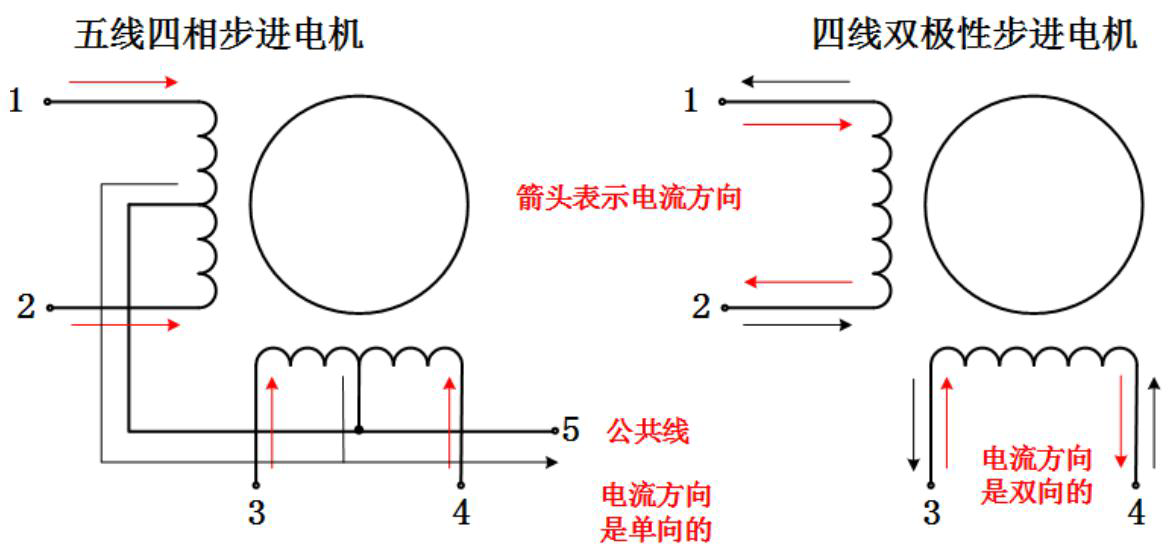 五线四相步进电机
四线双极性步进电机
1
2
3
4
5
公共线
电流方向
是单向的
箭头表示电流方向
1
2
3
4
电流方向
是双向的